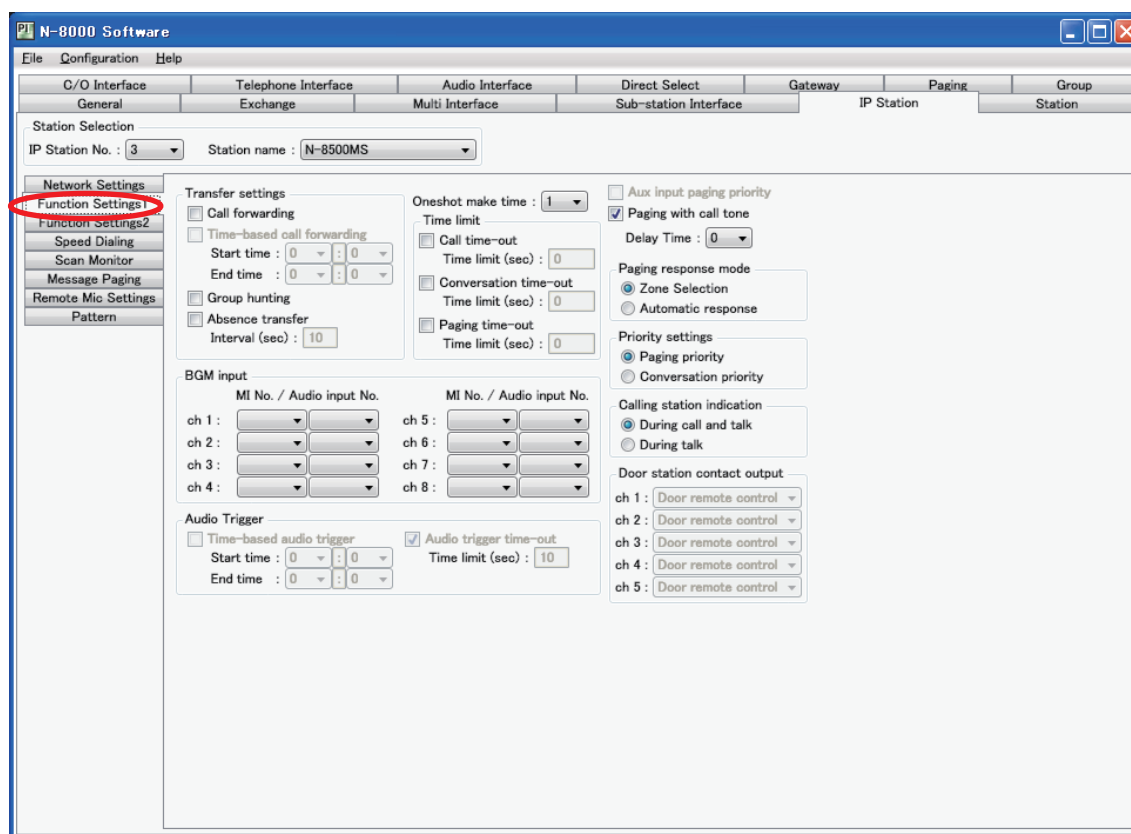 N-8000 Software
File Configuration Help
C/O Interface Telephone Interface Audio Interface Direct Select Gateway Paging Group
General Exchange Multi Interface Sub-station Interface IP Station Station
Station Selection
IP Station No. : 3 Station name : N-8500MS
Network Settings
Function Settings1
Function Settings2
Speed Dialing
Scan Monitor
Message Paging
Remote Mic Settings
Pattern
Transfer settings
Call forwarding
Time-based call forwarding
Start time : 0 : 0
End time : 0 : 0
Group hunting
Absence transfer
Interval (sec) : 10
Oneshot make time : 1
Time limit
Call time-out
Time limit (sec) : 0
Conversation time-out
Time limit (sec) : 0
Paging time-out
Time limit (sec) : 0
BGM input
MI No. / Audio input No. MI No. / Audio input No.
ch 1 : ch 5 :
ch 2 : ch 6 :
ch 3 : ch 7 :
ch 4 : ch 8 :
Audio Trigger
Time-based audio trigger
Start time : 0 : 0
End time : 0 : 0
Audio trigger time-out
Time limit (sec) : 10
Aux input paging priority
Paging with call tone
Delay Time : 0
Paging response mode
Zone Selection
Automatic response
Priority settings
Paging priority
Conversation priority
Calling station indication
During call and talk
During talk
Door station contact output
ch 1 : Door remote control
ch 2 : Door remote control
ch 3 : Door remote control
ch 4 : Door remote control
ch 5 : Door remote control